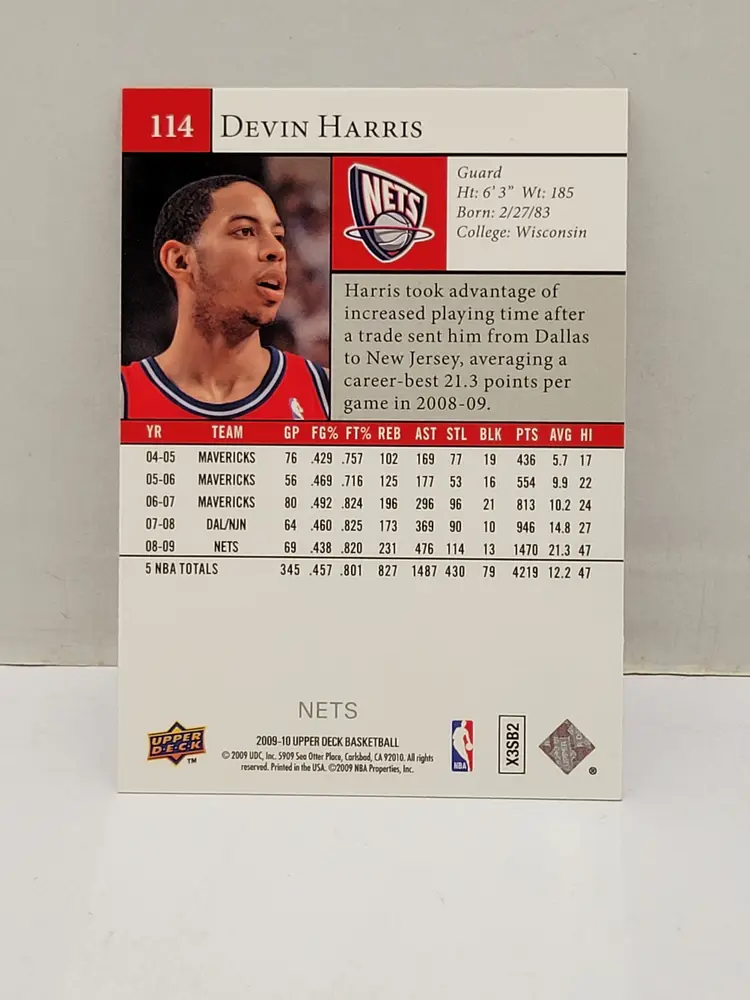 114 DEVIN HARRIS
NETS
Guard
Ht: 6' 3" Wt: 185
Born: 2/27/83
College: Wisconsin
Harris took advantage of
increased playing time after
a trade sent him from Dallas
to New Jersey, averaging a
career-best 21.3 points per
game in 2008-09.
YR TEAM GP FG% FT% REB AST STL BLK PTS AVG HI
04-05 MAVERICKS 76 .429 .757 102 169 77 19 436 5.7 17
05-06 MAVERICKS 56 .469 .716 125 177 53 16 554 9.9 22
06-07 MAVERICKS 80 .492 .824 196 296 96 21 813 10.2 24
07-08 DAL/NJN 64 .460 .825 173 369 90 10 946 14.8 27
08-09 NETS 69 .438 .820 231 476 114 13 1470 21.3 47
5 NBA TOTALS 345 .457 .801 827 1487 430 79 4219 12.2 47
NETS
UPPER
D·E·C·K
TM
2009-10 UPPER DECK BASKETBALL
© 2009 UDC, Inc. 5909 Sea Otter Place, Carlsbad, CA 92010. All rights
reserved. Printed in the USA. ©2009 NBA Properties, Inc.
NBA
X3SB2
®